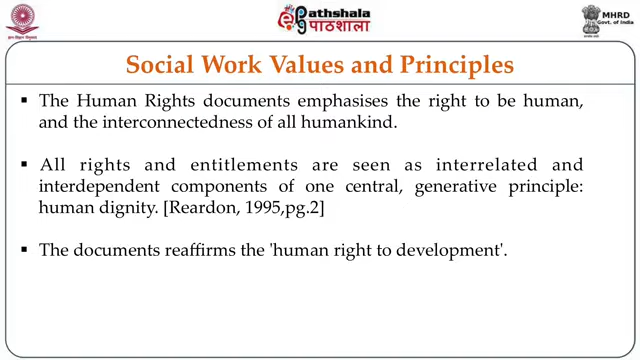 Pathshala
पाठशाला
MHRD
Govt. of India
Social Work Values and Principles
▪ The Human Rights documents emphasises the right to be human,
and the interconnectedness of all humankind.
▪ All rights and entitlements are seen as interrelated and
interdependent components of one central, generative principle:
human dignity. [Reardon, 1995,pg.2]
▪ The documents reaffirms the 'human right to development'.